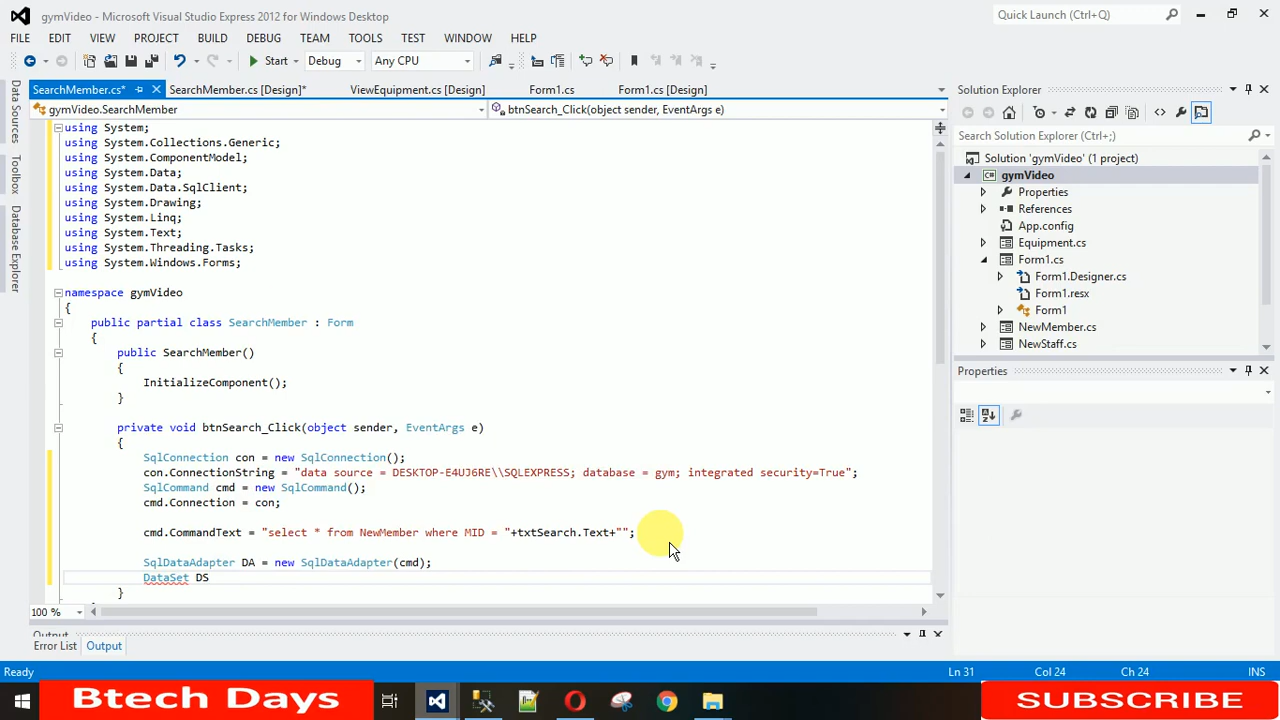 gymVideo - Microsoft Visual Studio Express 2012 for Windows Desktop
Quick Launch (Ctrl+Q)
FILE EDIT VIEW PROJECT BUILD DEBUG TEAM TOOLS TEST WINDOW HELP
Start Debug Any CPU
SearchMember.cs* SearchMember.cs [Design]* ViewEquipment.cs [Design] Form1.cs Form1.cs [Design]
gymVideo.SearchMember btnSearch_Click(object sender, EventArgs e)
Data Sources
Toolbox
Database Explorer
using System;
using System.Collections.Generic;
using System.ComponentModel;
using System.Data;
using System.Data.SqlClient;
using System.Drawing;
using System.Linq;
using System.Text;
using System.Threading.Tasks;
using System.Windows.Forms;
namespace gymVideo
{
public partial class SearchMember : Form
{
public SearchMember()
{
InitializeComponent();
}
private void btnSearch_Click(object sender, EventArgs e)
{
SqlConnection con = new SqlConnection();
con.ConnectionString = "data source = DESKTOP-E4UJ6RE\\SQLEXPRESS; database = gym; integrated security=True";
SqlCommand cmd = new SqlCommand();
cmd.Connection = con;
cmd.CommandText = "select * from NewMember where MID = "+txtSearch.Text+"";
SqlDataAdapter DA = new SqlDataAdapter(cmd);
DataSet DS
}
100 %
Output
Error List Output
Solution Explorer
Search Solution Explorer (Ctrl+;)
Solution 'gymVideo' (1 project)
gymVideo
Properties
References
App.config
Equipment.cs
Form1.cs
Form1.Designer.cs
Form1.resx
Form1
NewMember.cs
NewStaff.cs
Properties
Ready Ln 31 Col 24 Ch 24 INS
Btech Days
SUBSCRIBE